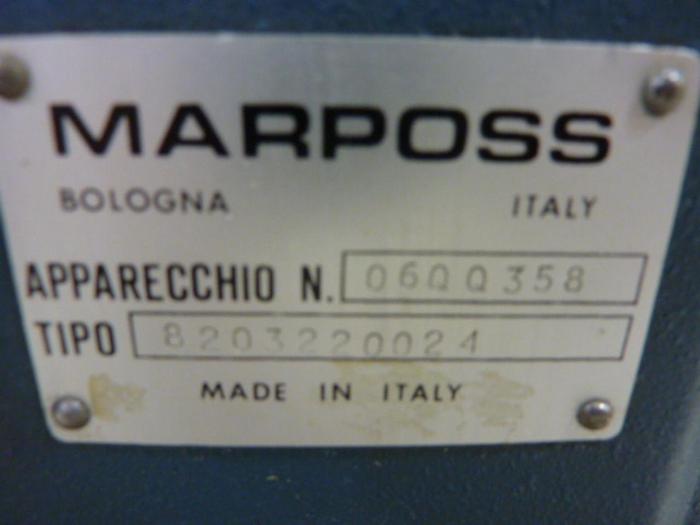 MARPOSS
BOLOGNA ITALY
APPARECCHIO N. 06QQ358
TIPO 8203220024
MADE IN ITALY